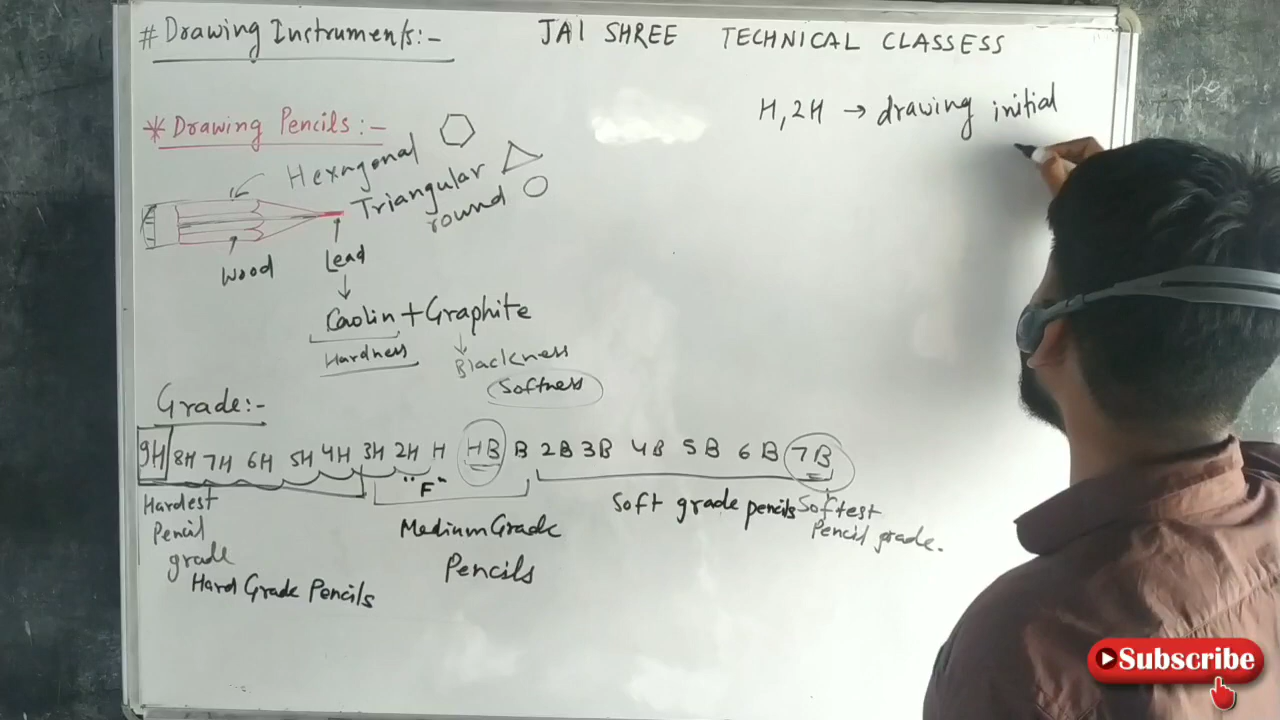 # Drawing Instruments:-
JAI SHREE TECHNICAL CLASSESS
* Drawing Pencils:-
H, 2H → drawing initial
Hexagonal
Triangular
round
Wood
Lead
Caolin + Graphite
Hardness
Blackness
Softness
Grade:-
9H 8H 7H 6H 5H 4H 3H 2H H HB B 2B 3B 4B 5B 6B 7B
"F"
Hardest
Pencil
grade
Hard Grade Pencils
Medium Grade
Pencils
Soft grade pencils
Softest
Pencil grade.
Subscribe